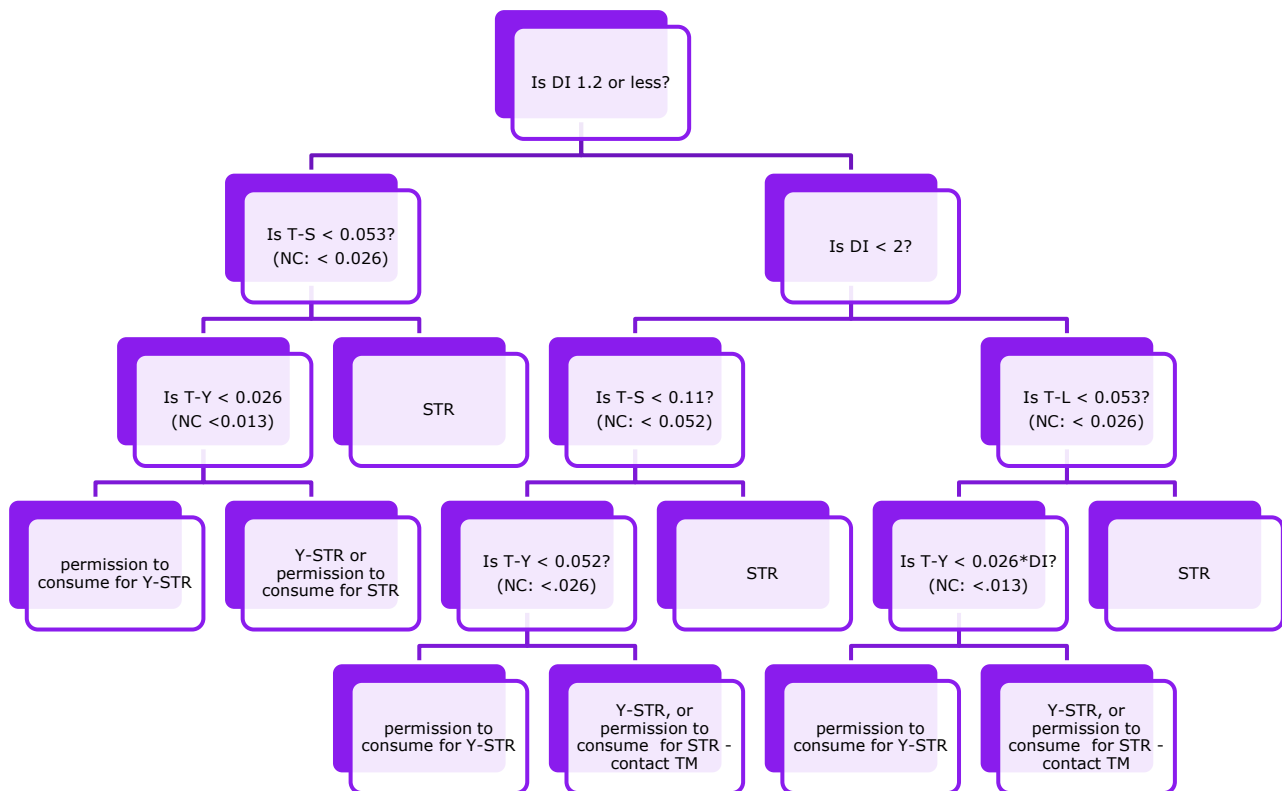 Is DI 1.2 or less?
Is T-S < 0.053?
(NC: < 0.026)
Is DI < 2?
Is T-Y < 0.026
(NC <0.013)
STR
Is T-S < 0.11?
(NC: < 0.052)
Is T-L < 0.053?
(NC: < 0.026)
permission to
consume for Y-STR
Y-STR or
permission to
consume for STR
Is T-Y < 0.052?
(NC: <.026)
STR
Is T-Y < 0.026*DI?
(NC: <.013)
STR
permission to
consume for Y-STR
Y-STR, or
permission to
consume for STR -
contact TM
permission to
consume for Y-STR
Y-STR, or
permission to
consume for STR -
contact TM